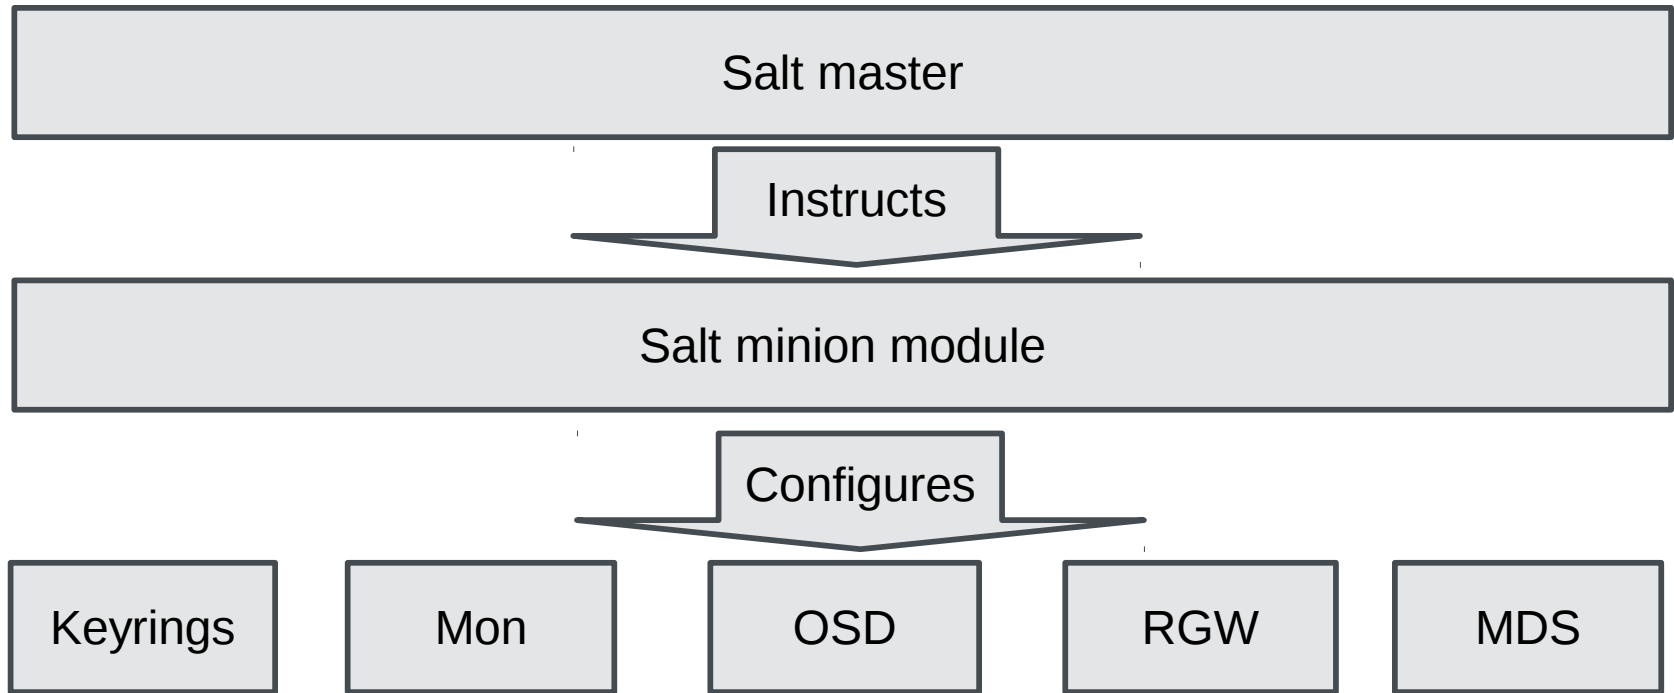 Salt master
Instructs
Salt minion module
Configures
Keyrings
Mon
OSD
RGW
MDS